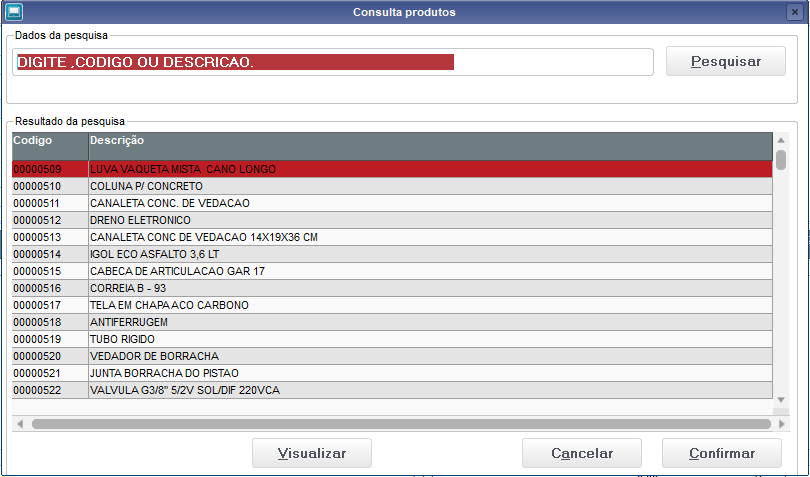 Consulta produtos
Dados da pesquisa
DIGITE ,CODIGO OU DESCRICAO.
Pesquisar
Resultado da pesquisa
Codigo Descrição
00000509 LUVA VAQUETA MISTA CANO LONGO
00000510 COLUNA P/ CONCRETO
00000511 CANALETA CONC. DE VEDACAO
00000512 DRENO ELETRONICO
00000513 CANALETA CONC DE VEDACAO 14X19X36 CM
00000514 IGOL ECO ASFALTO 3,6 LT
00000515 CABECA DE ARTICULACAO GAR 17
00000516 CORREIA B - 93
00000517 TELA EM CHAPA ACO CARBONO
00000518 ANTIFERRUGEM
00000519 TUBO RIGIDO
00000520 VEDADOR DE BORRACHA
00000521 JUNTA BORRACHA DO PISTAO
00000522 VALVULA G3/8" 5/2V SOL/DIF 220VCA
Visualizar Cancelar Confirmar